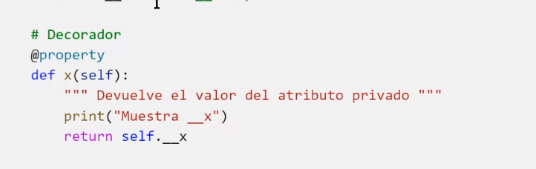 # Decorador
@property
def x(self):
""" Devuelve el valor del atributo privado """
print("Muestra __x")
return self.__x